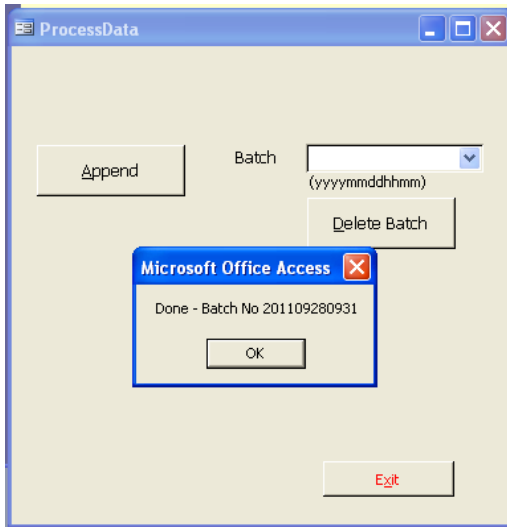 ProcessData
Append
Batch
(yyyymmddhhmm)
Delete Batch
Microsoft Office Access
Done - Batch No 201109280931
OK
Exit